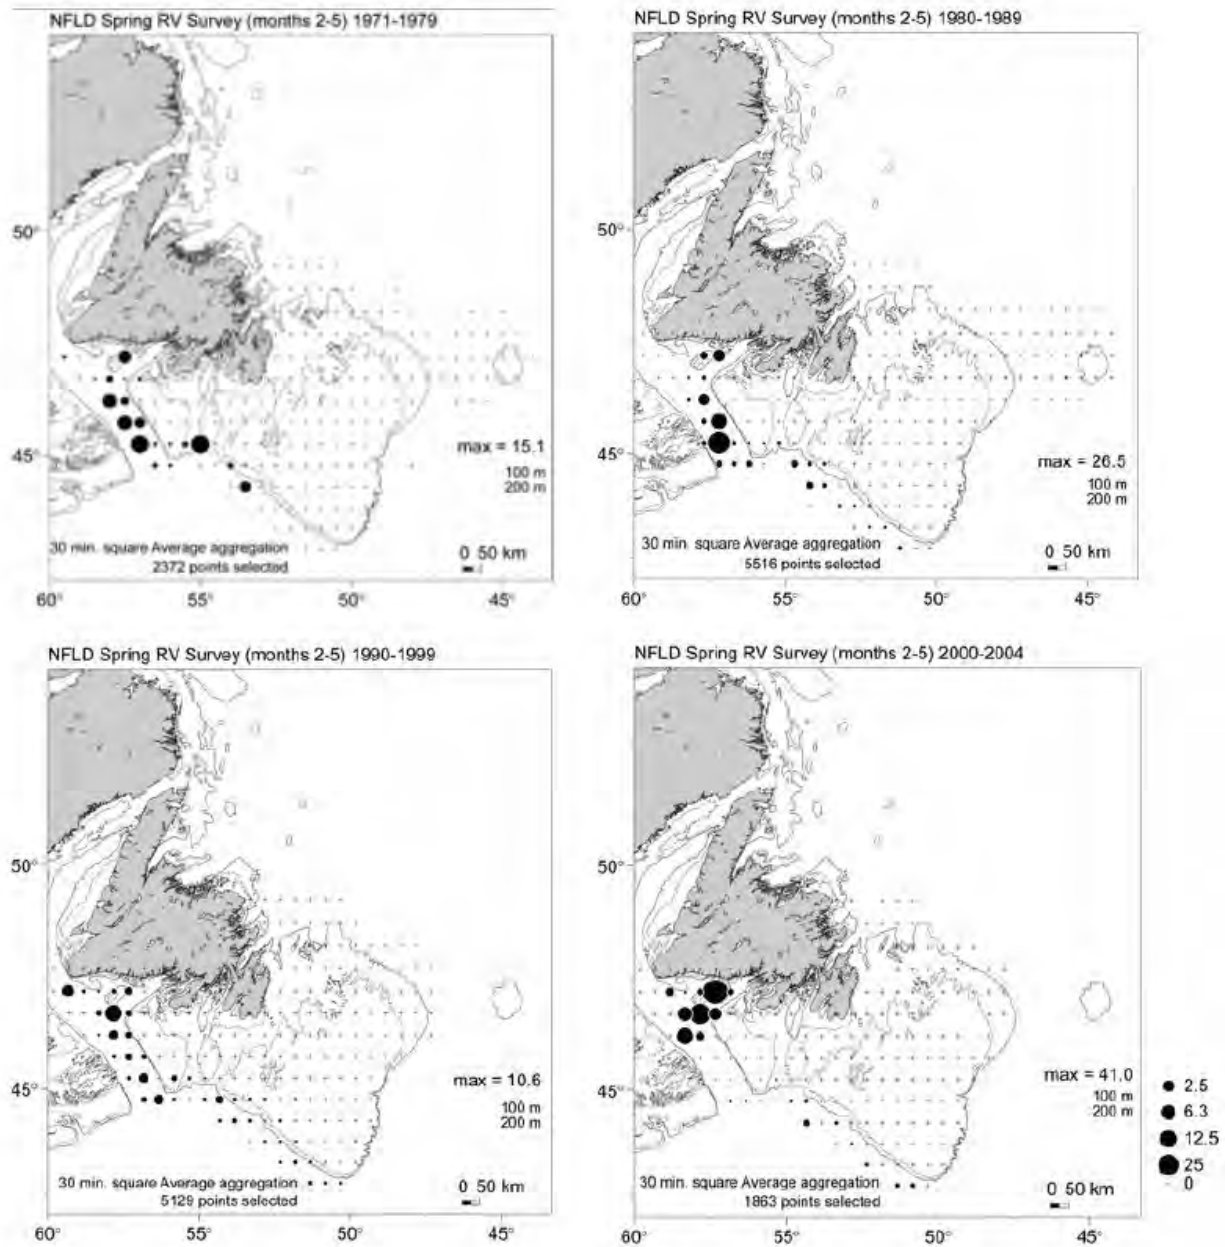 NFLD Spring RV Survey (months 2-5) 1971-1979
50°
45°
max = 15.1
100 m
200 m
30 min. square Average aggregation
2372 points selected
0 50 km
60° 55° 50° 45°
NFLD Spring RV Survey (months 2-5) 1980-1989
50°
45°
max = 26.5
100 m
200 m
30 min. square Average aggregation
5516 points selected
0 50 km
60° 55° 50° 45°
NFLD Spring RV Survey (months 2-5) 1990-1999
50°
45°
max = 10.6
100 m
200 m
30 min. square Average aggregation
5129 points selected
0 50 km
60° 55° 50° 45°
NFLD Spring RV Survey (months 2-5) 2000-2004
50°
45°
max = 41.0
100 m
200 m
30 min. square Average aggregation
1863 points selected
0 50 km
60° 55° 50° 45°
2.5
6.3
12.5
25
0